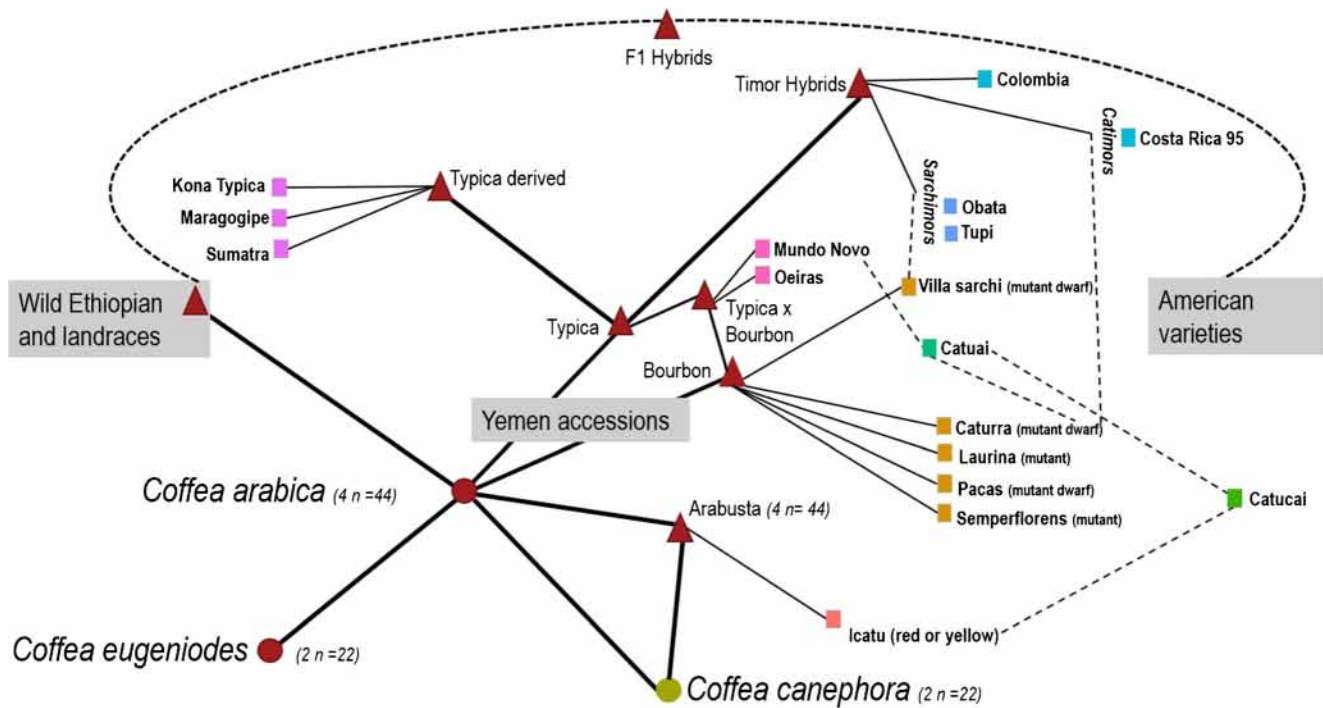 F1 Hybrids
Timor Hybrids
Colombia
Catimors
Costa Rica 95
Kona Typica
Typica derived
Maragogipe
Sumatra
Sarchimors
Obata
Tupi
Mundo Novo
Oeiras
Villa sarchi (mutant dwarf)
Wild Ethiopian
and landraces
American
varieties
Typica
Typica x
Bourbon
Catuai
Bourbon
Yemen accessions
Caturra (mutant dwarf)
Laurina (mutant)
Pacas (mutant dwarf)
Semperflorens (mutant)
Coffea arabica (4 n =44)
Arabusta (4 n= 44)
Catucai
Icatu (red or yellow)
Coffea eugeniodes (2 n =22)
Coffea canephora (2 n =22)